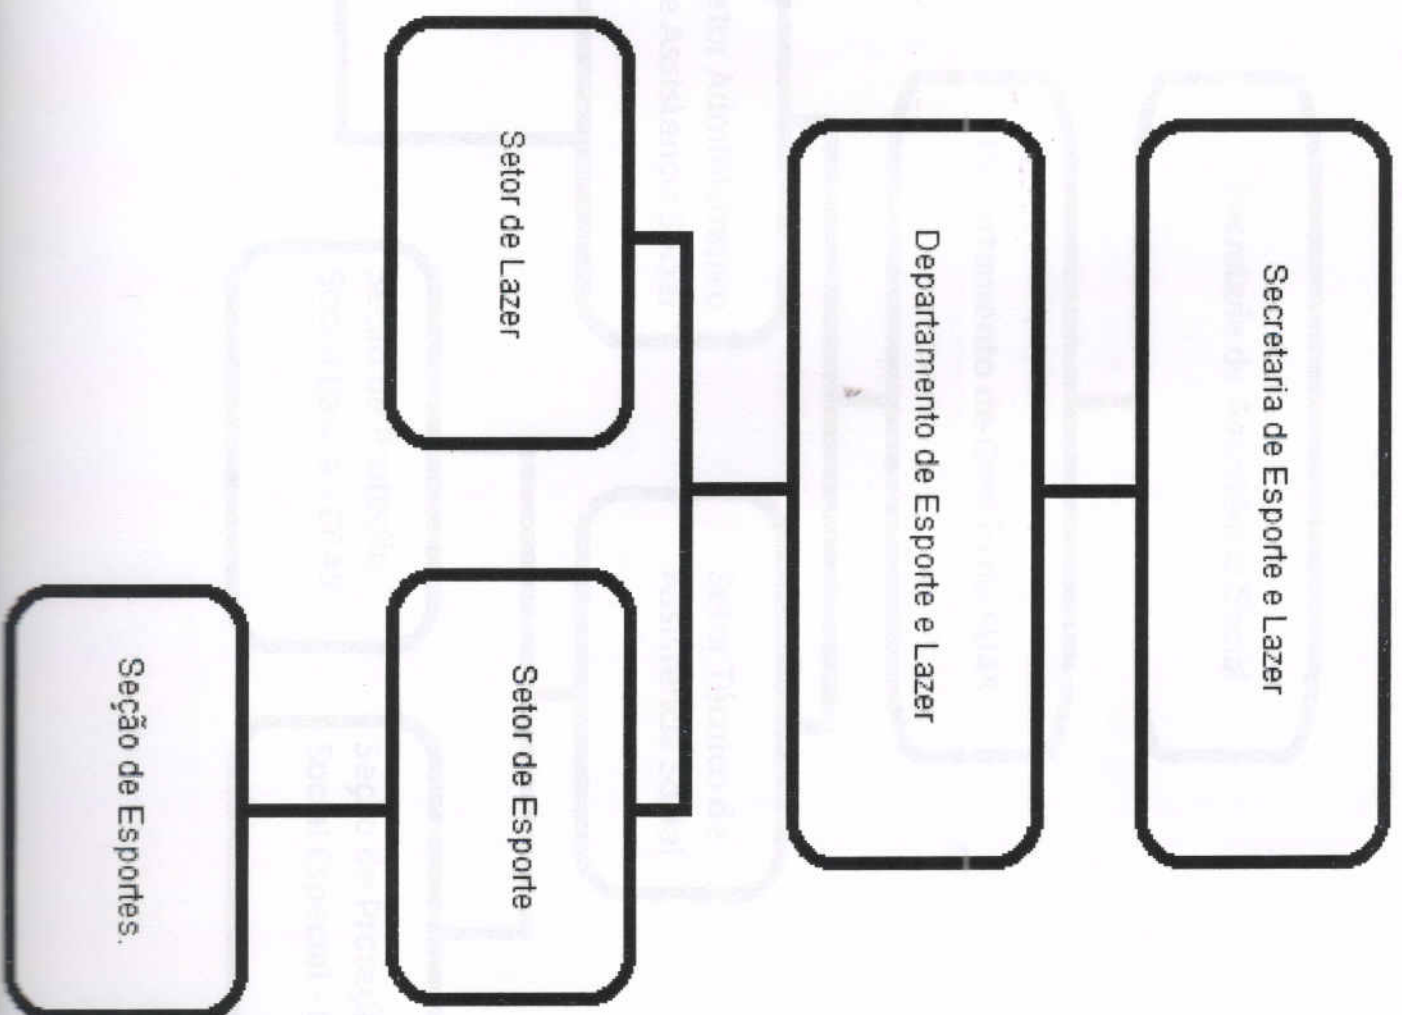 Secretaria de Esporte e Lazer
Departamento de Esporte e Lazer
Setor de Lazer
Setor de Esporte
Seção de Esportes.